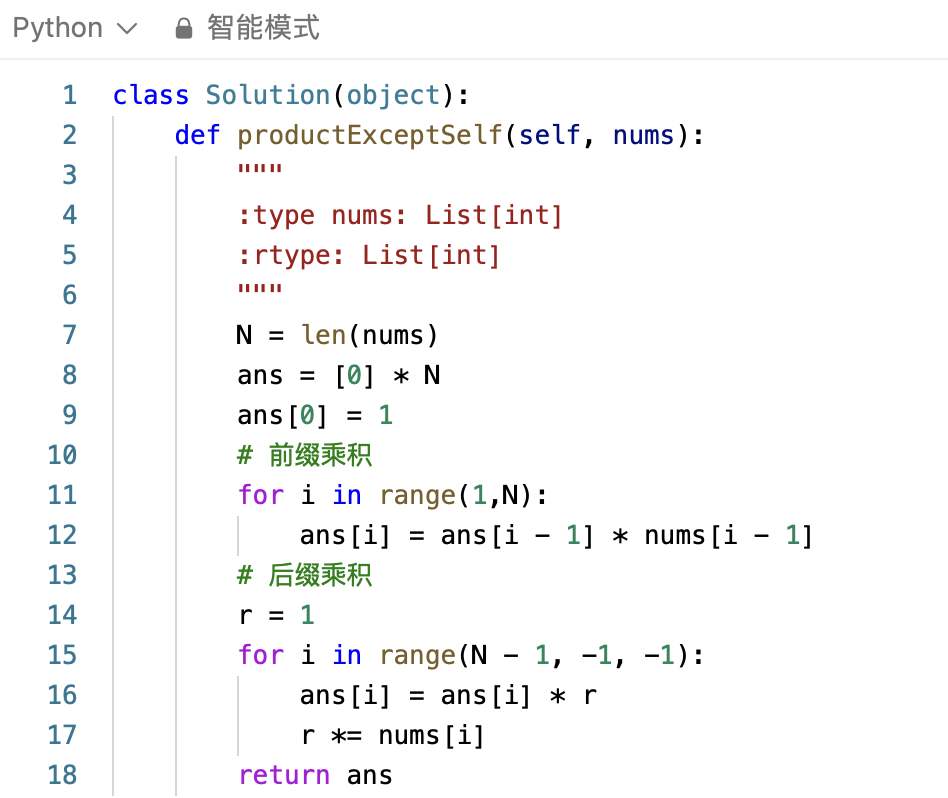 Python 智能模式
1 class Solution(object):
2     def productExceptSelf(self, nums):
3         """
4         :type nums: List[int]
5         :rtype: List[int]
6         """
7         N = len(nums)
8         ans = [0] * N
9         ans[0] = 1
10         # 前缀乘积
11         for i in range(1,N):
12             ans[i] = ans[i - 1] * nums[i - 1]
13         # 后缀乘积
14         r = 1
15         for i in range(N - 1, -1, -1):
16             ans[i] = ans[i] * r
17             r *= nums[i]
18         return ans